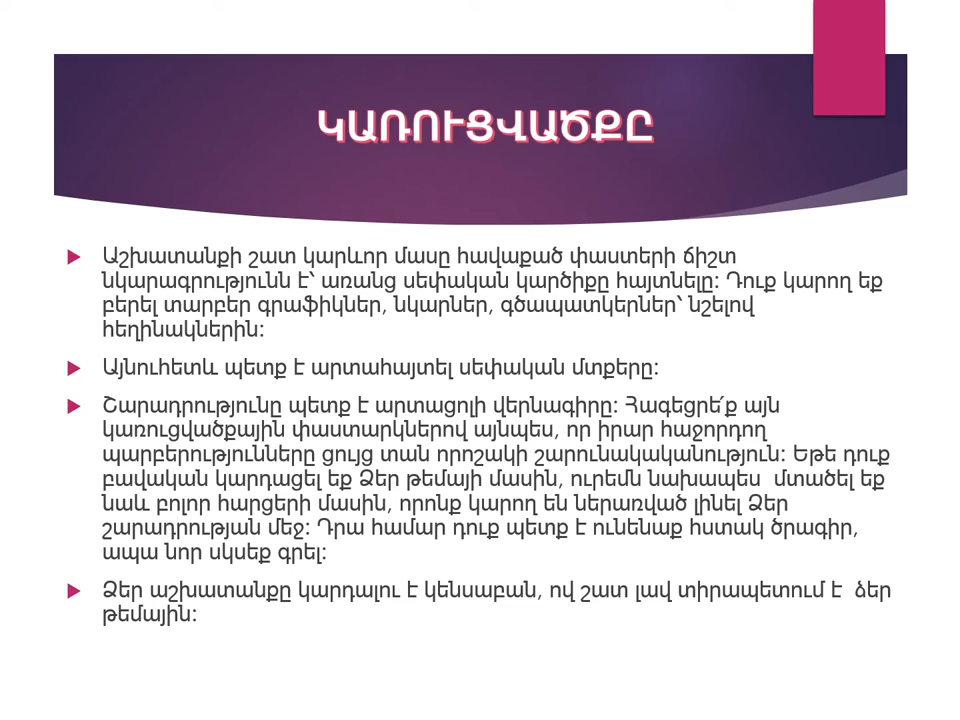 ԿԱՌՈՒՑՎԱԾՔԸ
Աշխատանքի շատ կարևոր մասը հավաքած փաստերի ճիշտ
նկարագրությունն է՝ առանց սեփական կարծիքը հայտնելը։ Դուք կարող եք
բերել տարբեր գրաֆիկներ, նկարներ, գծապատկերներ՝ նշելով
հեղինակներին։
Այնուհետև պետք է արտահայտել սեփական մտքերը։
Շարադրությունը պետք է արտացոլի վերնագիրը։ Հագեցրե՛ք այն
կառուցվածքային փաստարկներով այնպես, որ իրար հաջորդող
պարբերությունները ցույց տան որոշակի շարունակականություն։ Եթե դուք
բավական կարդացել եք Ձեր թեմայի մասին, ուրեմն նախապես  մտածել եք
նաև բոլոր հարցերի մասին, որոնք կարող են ներառված լինել Ձեր
շարադրության մեջ։ Դրա համար դուք պետք է ունենաք հստակ ծրագիր,
ապա նոր սկսեք գրել։
Ձեր աշխատանքը կարդալու է կենսաբան, ով շատ լավ տիրապետում է  ձեր
թեմային։